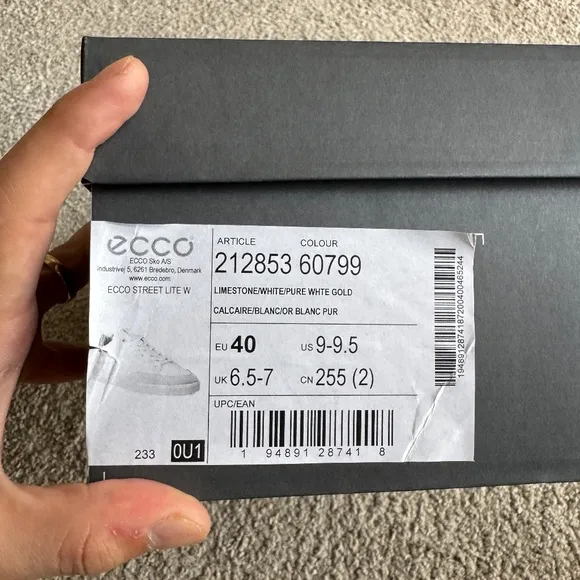 ecco
ECCO Sko A/S
Industrivej 5, 6261 Bredebro, Denmark
www.ecco.com
ECCO STREET LITE W
233 0U1
ARTICLE COLOUR
212853 60799
LIMESTONE/WHITE/PURE WHTE GOLD
CALCAIRE/BLANC/OR BLANC PUR
EU 40 US 9-9.5
UK 6.5-7 CN 255 (2)
UPC/EAN
1 94891 28741 8
1948912874187200400465244